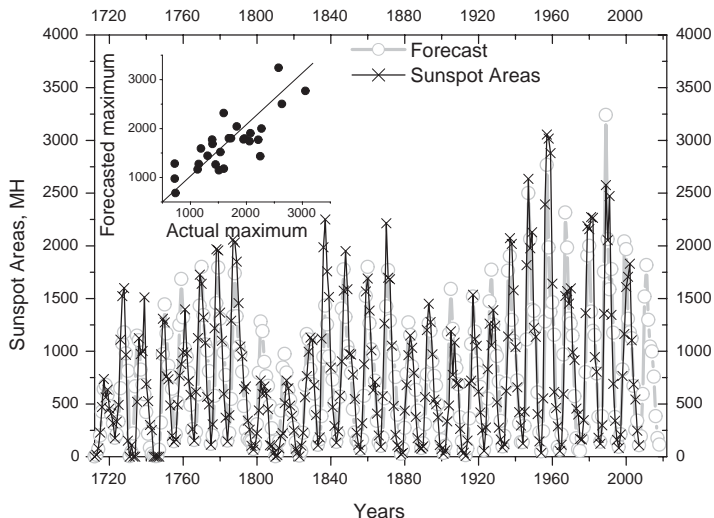 1720 1760 1800 1840 1880 1920 1960 2000
4000 4000
3500 3500
3000 3000
2500 2500
2000 2000
1500 1500
1000 1000
500 500
0 0
Sunspot Areas, MH
Forecast
Sunspot Areas
Forecasted maximum
3000
2000
1000
1000 2000 3000
Actual maximum
1720 1760 1800 1840 1880 1920 1960 2000
Years